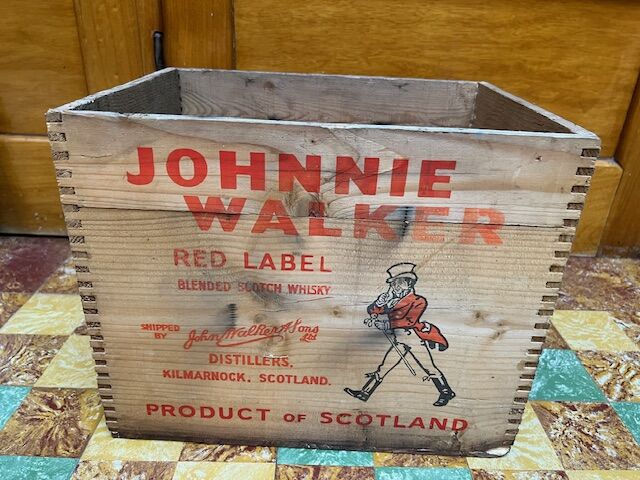 JOHNNIE
WALKER
RED LABEL
BLENDED SCOTCH WHISKY
SHIPPED BY John Walker & Sons Ltd
DISTILLERS,
KILMARNOCK, SCOTLAND.
PRODUCT OF SCOTLAND